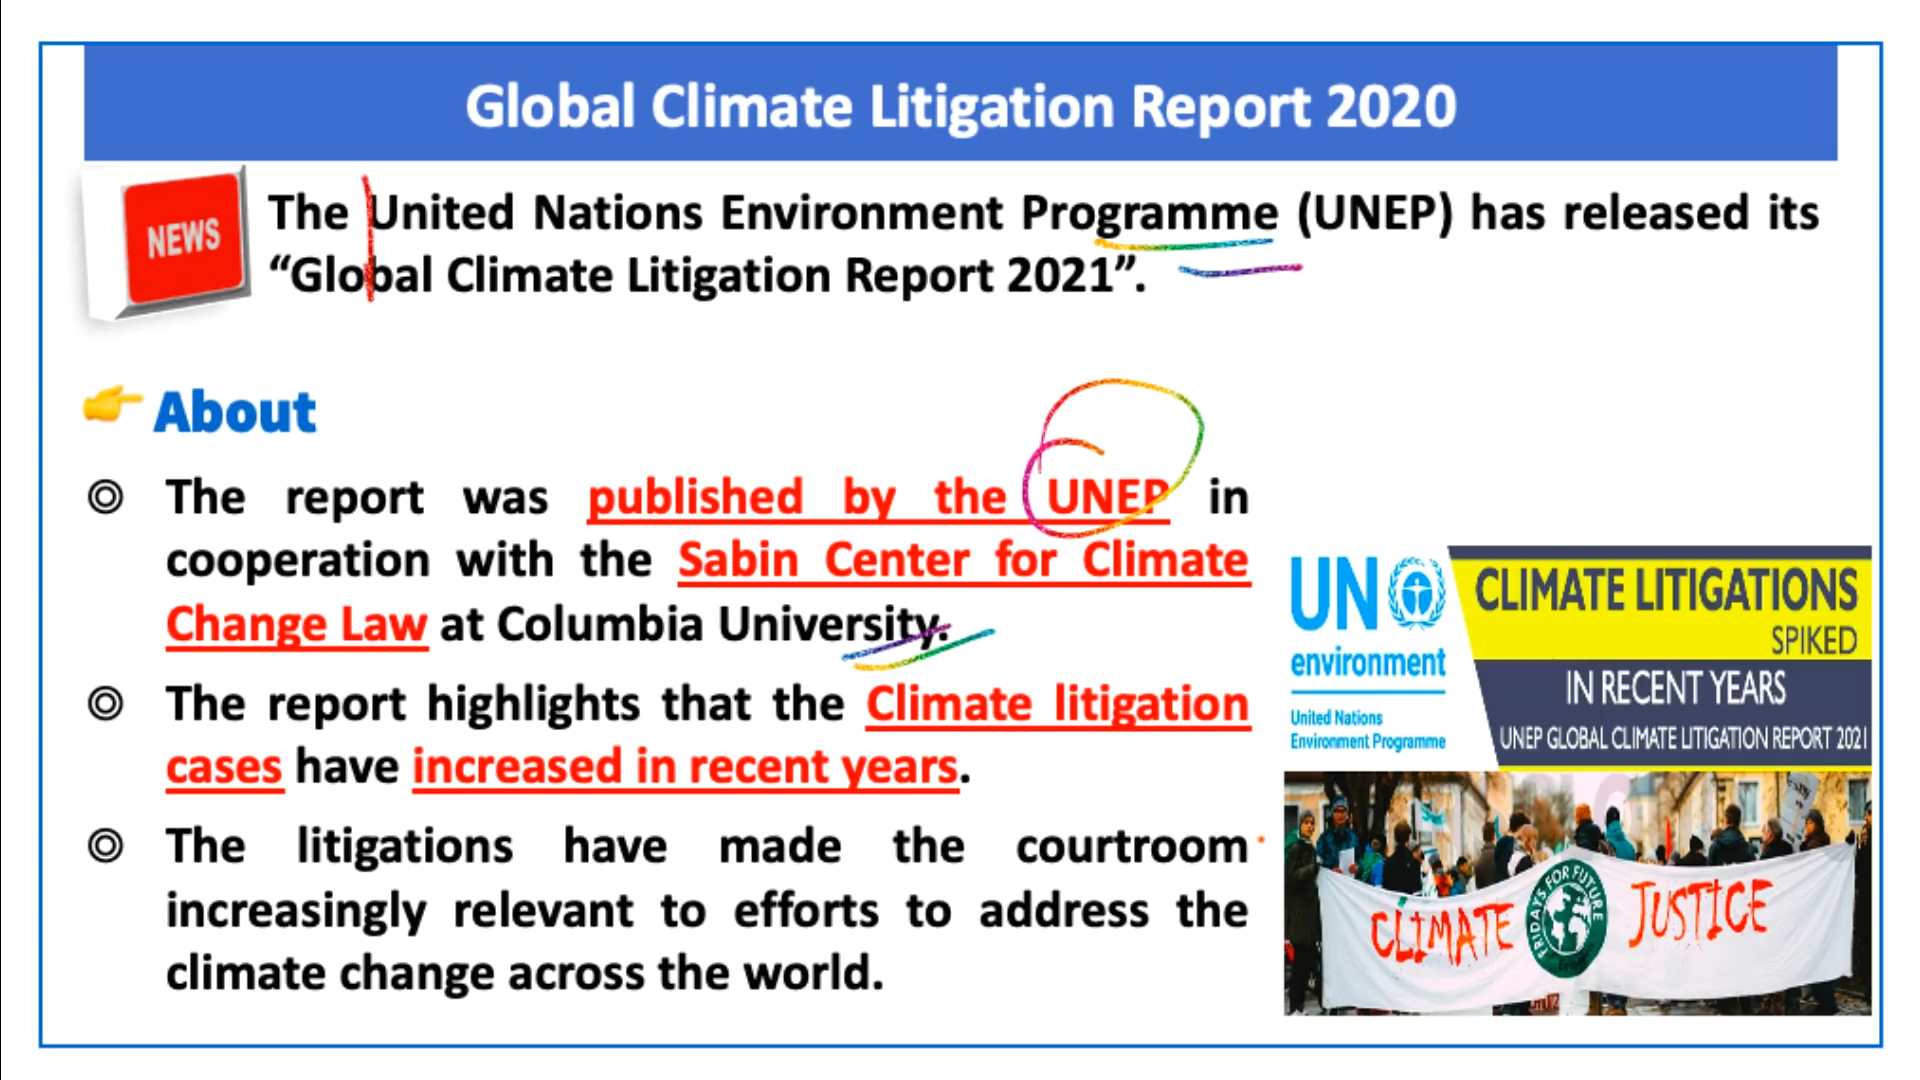 Global Climate Litigation Report 2020
NEWS
The United Nations Environment Programme (UNEP) has released its
“Global Climate Litigation Report 2021”.
About
The report was published by the UNEP in
cooperation with the Sabin Center for Climate
Change Law at Columbia University.
The report highlights that the Climate litigation
cases have increased in recent years.
The litigations have made the courtroom
increasingly relevant to efforts to address the
climate change across the world.
UN
environment
United Nations
Environment Programme
CLIMATE LITIGATIONS
SPIKED
IN RECENT YEARS
UNEP GLOBAL CLIMATE LITIGATION REPORT 2021
CLIMATE JUSTICE
FRIDAYS FOR FUTURE